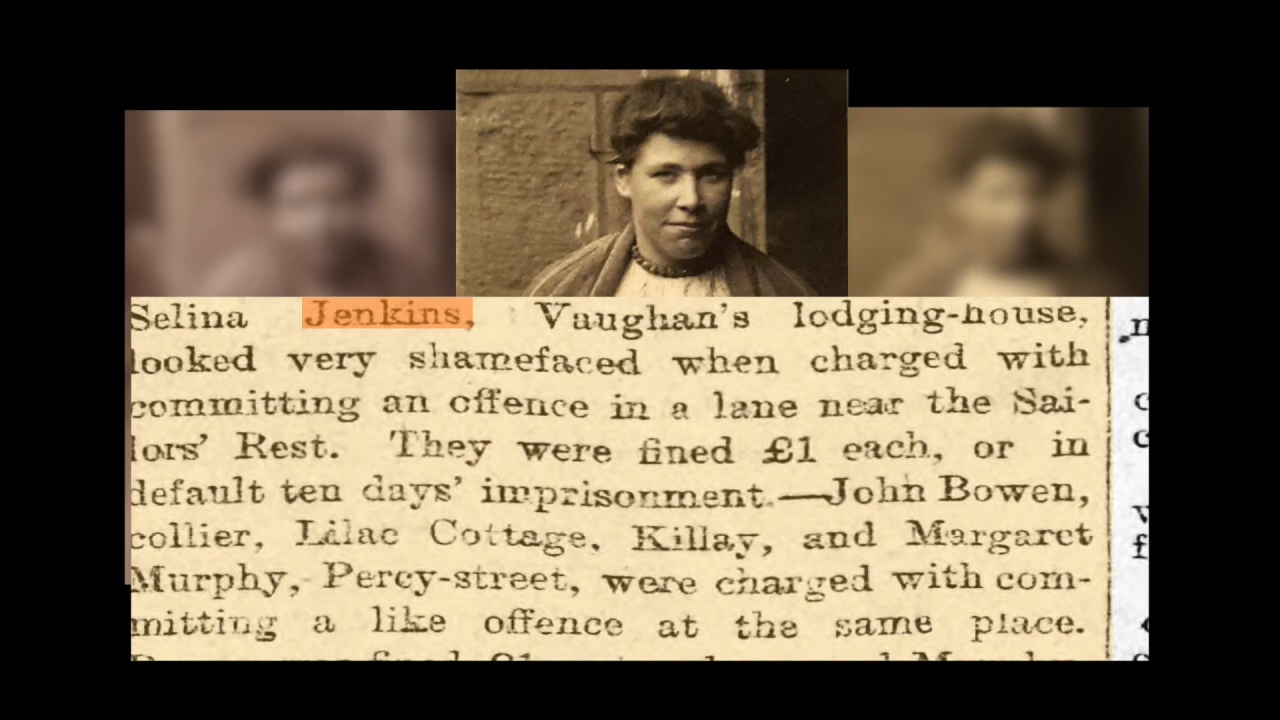 Selina Jenkins, Vaughan's lodging-house,
looked very shamefaced when charged with
committing an offence in a lane near the Sai-
lors' Rest. They were fined £1 each, or in
default ten days' imprisonment.—John Bowen,
collier, Lilac Cottage, Killay, and Margaret
Murphy, Percy-street, were charged with com-
mitting a like offence at the same place.